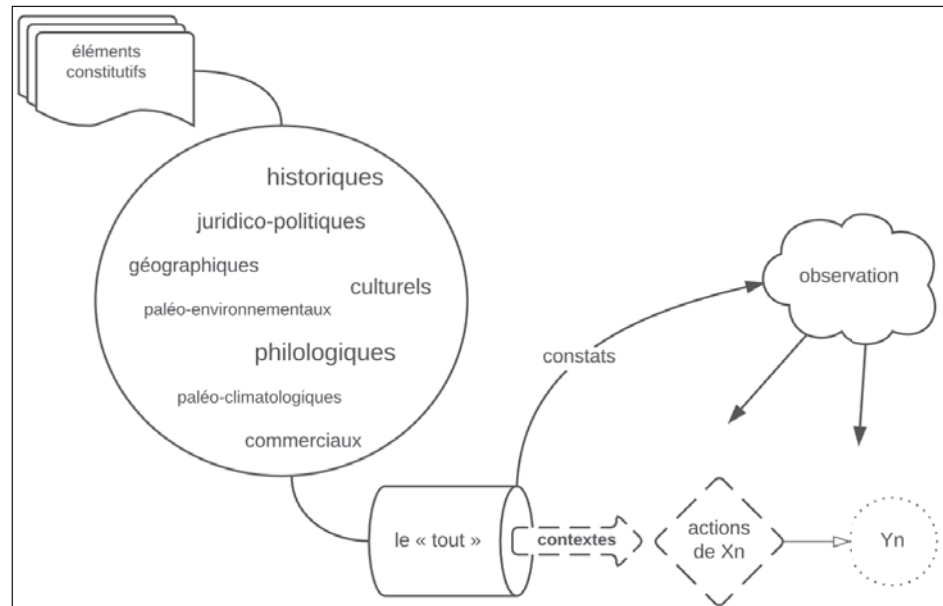 éléments
constitutifs
historiques
juridico-politiques
géographiques
culturels
paléo-environnementaux
philologiques
paléo-climatologiques
commerciaux
constats
observation
le « tout »
contextes
actions
de Xn
Yn